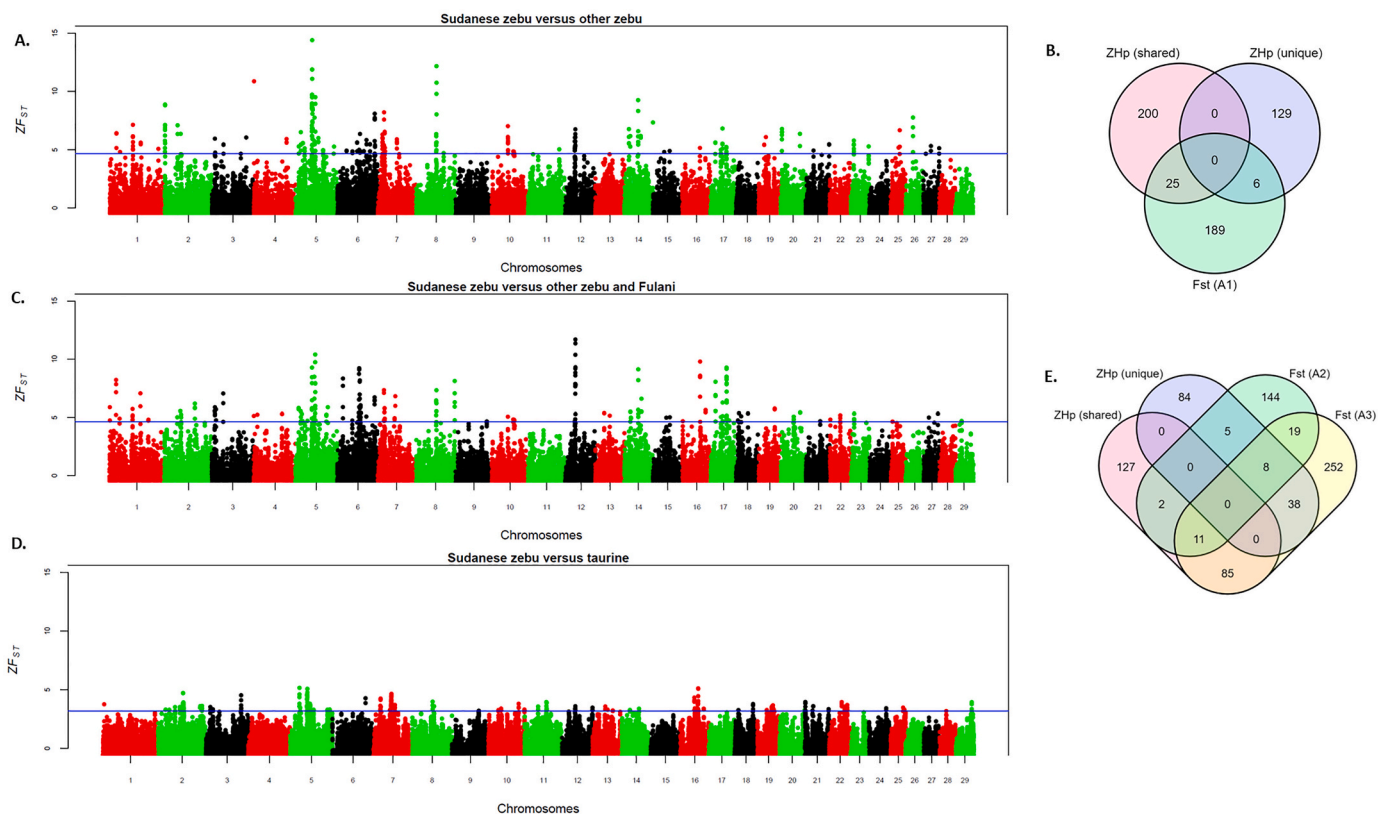 Sudanese zebu versus other zebu
A.
15
10
5
0
ZF ST
1 2 3 4 5 6 7 8 9 10 11 12 13 14 15 16 17 18 19 20 21 22 23 24 25 26 27 28 29
Chromosomes
B.
ZHp (shared)
ZHp (unique)
200
0
129
0
25
6
189
Fst (A1)
Sudanese zebu versus other zebu and Fulani
C.
15
10
5
0
ZF ST
1 2 3 4 5 6 7 8 9 10 11 12 13 14 15 16 17 18 19 20 21 22 23 24 25 26 27 28 29
Chromosomes
D.
Sudanese zebu versus taurine
15
10
5
0
ZF ST
1 2 3 4 5 6 7 8 9 10 11 12 13 14 15 16 17 18 19 20 21 22 23 24 25 26 27 28 29
Chromosomes
E.
ZHp (unique)
Fst (A2)
ZHp (shared)
Fst (A3)
84
144
0
5
19
127
0
8
252
2
0
38
11
0
85